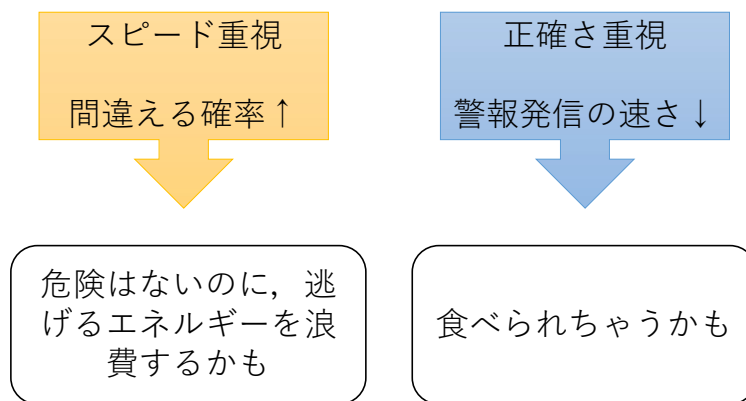 スピード重視
間違える確率↑
正確さ重視
警報発信の速さ↓
危険はないのに，逃
げるエネルギーを浪
費するかも
食べられちゃうかも